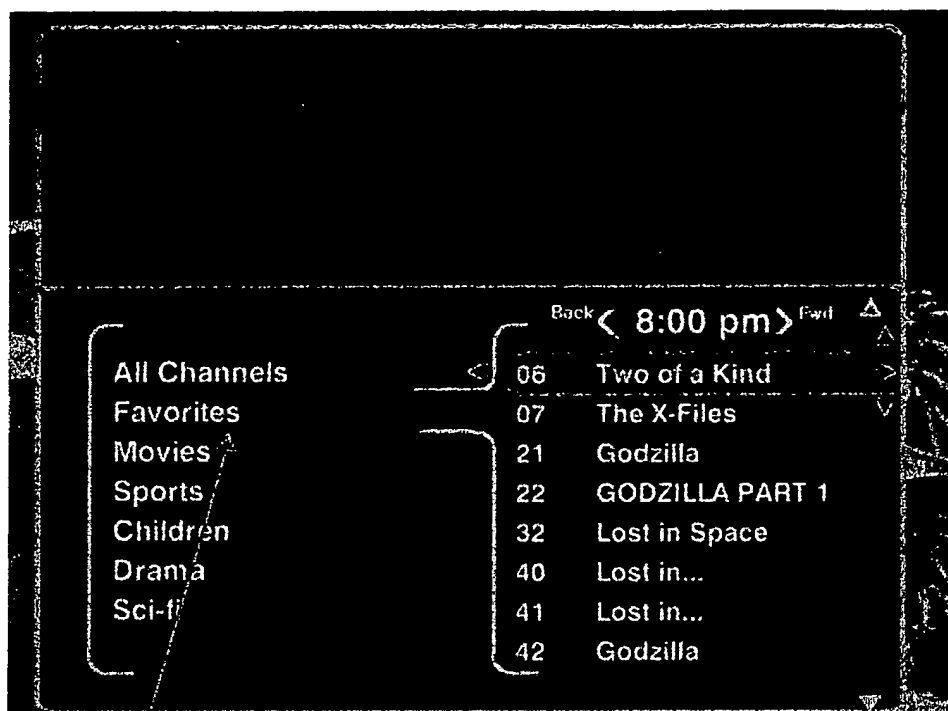 Back < 8:00 pm > Fwd
All Channels
Favorites
Movies
Sports
Children
Drama
Sci-fi
06 Two of a Kind
07 The X-Files
21 Godzilla
22 GODZILLA PART 1
32 Lost in Space
40 Lost in...
41 Lost in...
42 Godzilla